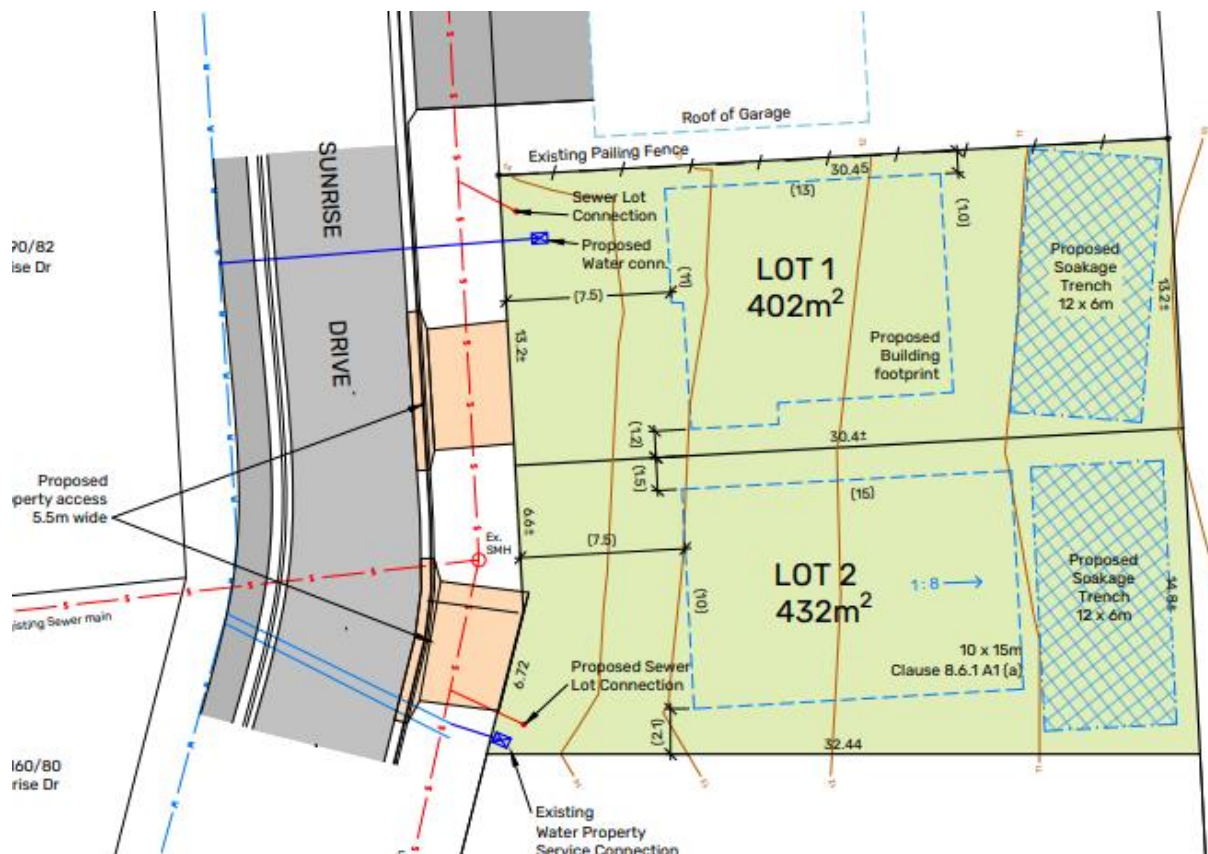 Roof of Garage
Existing Pailing Fence
30.45
(13)
(1.0)
SUNRISE
DRIVE
Sewer Lot
Connection
Proposed
Water conn.
90/82
ise Dr
LOT 1
402m²
(11)
(7.5)
13.2±
Proposed
Soakage
Trench
12 x 6m
13.2±
Proposed
Building
footprint
(1.2)
30.4±
(1.5)
(15)
Proposed
perty access
5.5m wide
6.6±
Ex.
SMH
(7.5)
LOT 2
432m²
1:8
(10)
Proposed
Soakage
Trench
12 x 6m
14.8±
isting Sewer main
10 x 15m
Clause 8.6.1 A1 (a)
6.72
Proposed Sewer
Lot Connection
(2.1)
32.44
160/80
rise Dr
Existing
Water Property
Service Connection